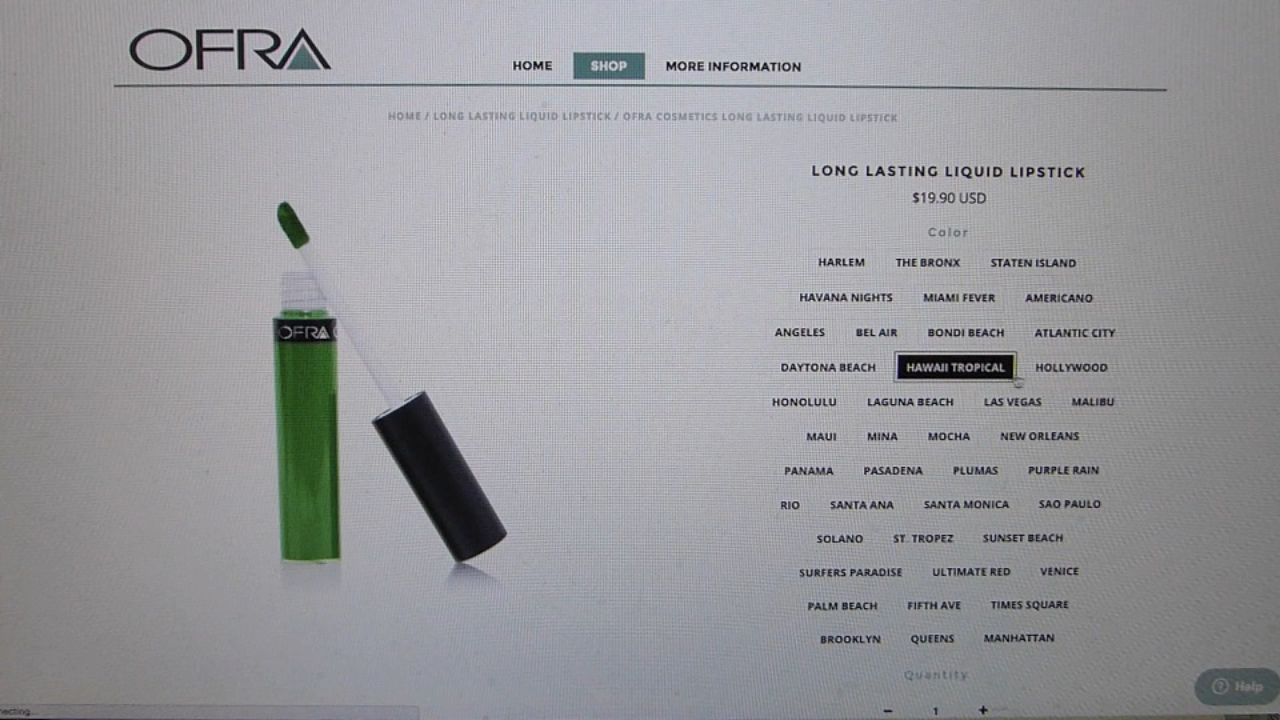 OFRA
HOME SHOP MORE INFORMATION
HOME / LONG LASTING LIQUID LIPSTICK / OFRA COSMETICS LONG LASTING LIQUID LIPSTICK
LONG LASTING LIQUID LIPSTICK
$19.90 USD
Color
HARLEM THE BRONX STATEN ISLAND
HAVANA NIGHTS MIAMI FEVER AMERICANO
OFRA
ANGELES BEL AIR BONDI BEACH ATLANTIC CITY
DAYTONA BEACH HAWAII TROPICAL HOLLYWOOD
HONOLULU LAGUNA BEACH LAS VEGAS MALIBU
MAUI MINA MOCHA NEW ORLEANS
PANAMA PASADENA PLUMAS PURPLE RAIN
RIO SANTA ANA SANTA MONICA SAO PAULO
SOLANO ST. TROPEZ SUNSET BEACH
SURFERS PARADISE ULTIMATE RED VENICE
PALM BEACH FIFTH AVE TIMES SQUARE
BROOKLYN QUEENS MANHATTAN
Quantity
? Help
- 1 +